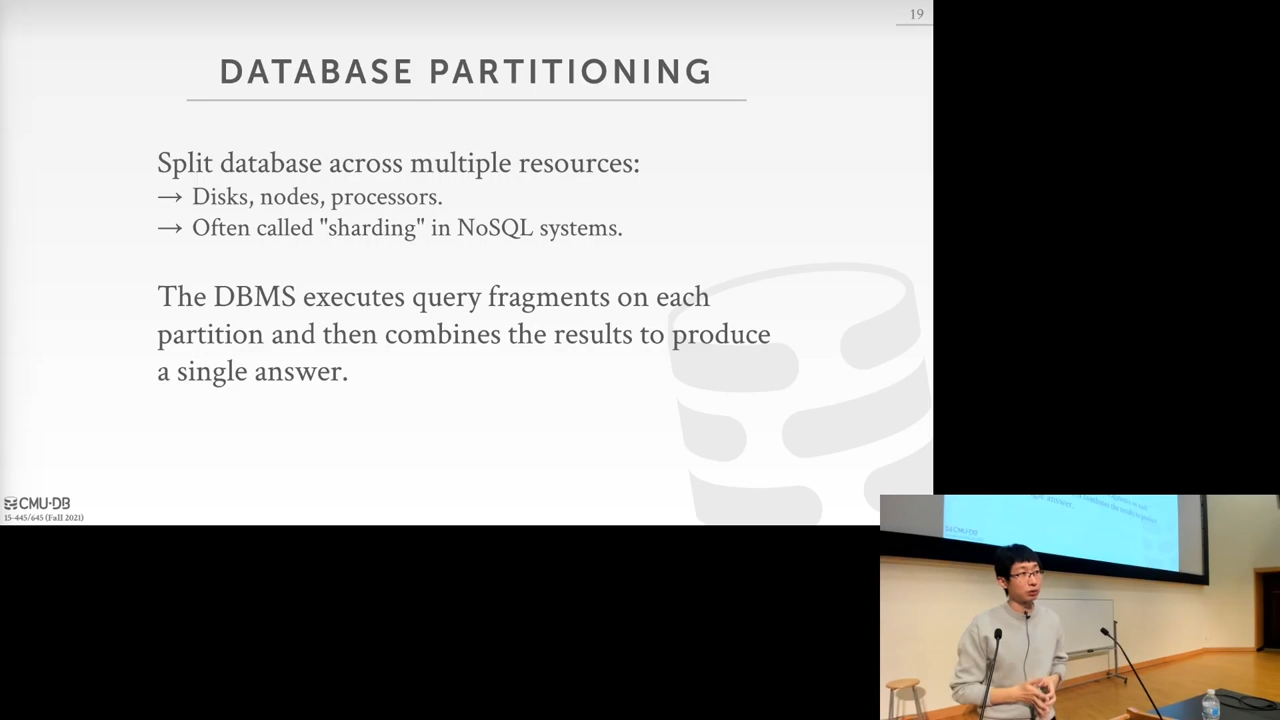 19
DATABASE PARTITIONING
Split database across multiple resources:
→ Disks, nodes, processors.
→ Often called "sharding" in NoSQL systems.
The DBMS executes query fragments on each
partition and then combines the results to produce
a single answer.
CMU·DB
15-445/645 (Fall 2021)